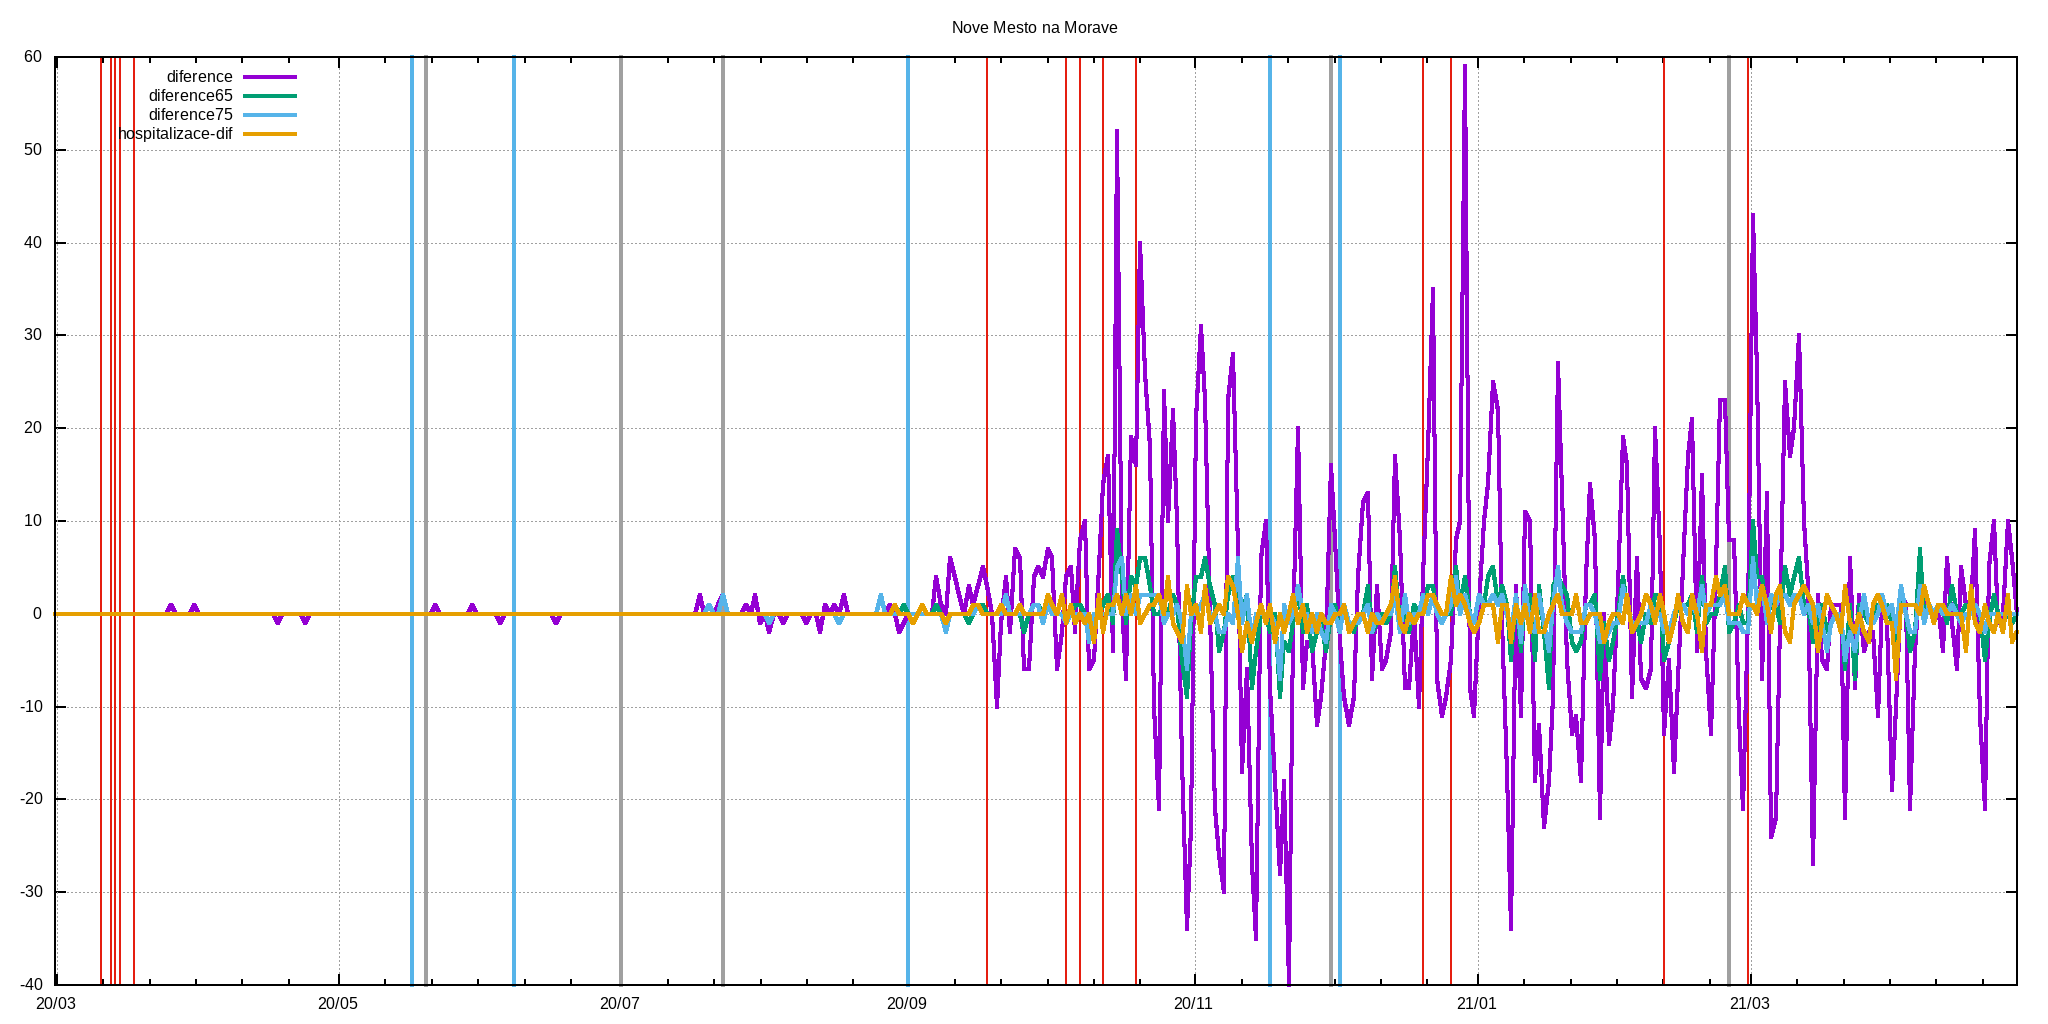 Nove Mesto na Morave
60
50
40
30
20
10
0
-10
-20
-30
-40
diference
diference65
diference75
hospitalizace-dif
20/03 20/05 20/07 20/09 20/11 21/01 21/03